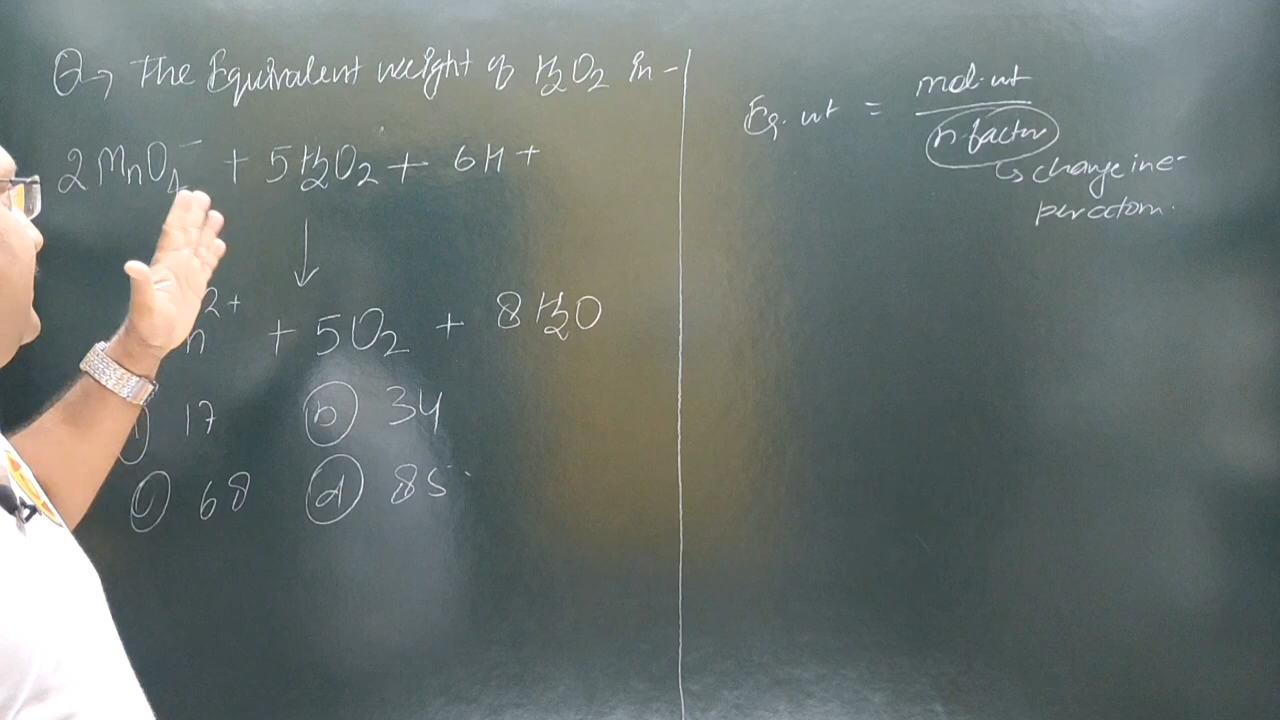 Q→ The Equivalent weight of H2O2 in -
2MnO4⁻ + 5H2O2 + 6H+
↓
n²⁺ + 5O2 + 8H2O
17 (b) 34
(c) 68 (d) 85
Eq. wt = mol. wt
n-factor
↳ change in e⁻
per atom.